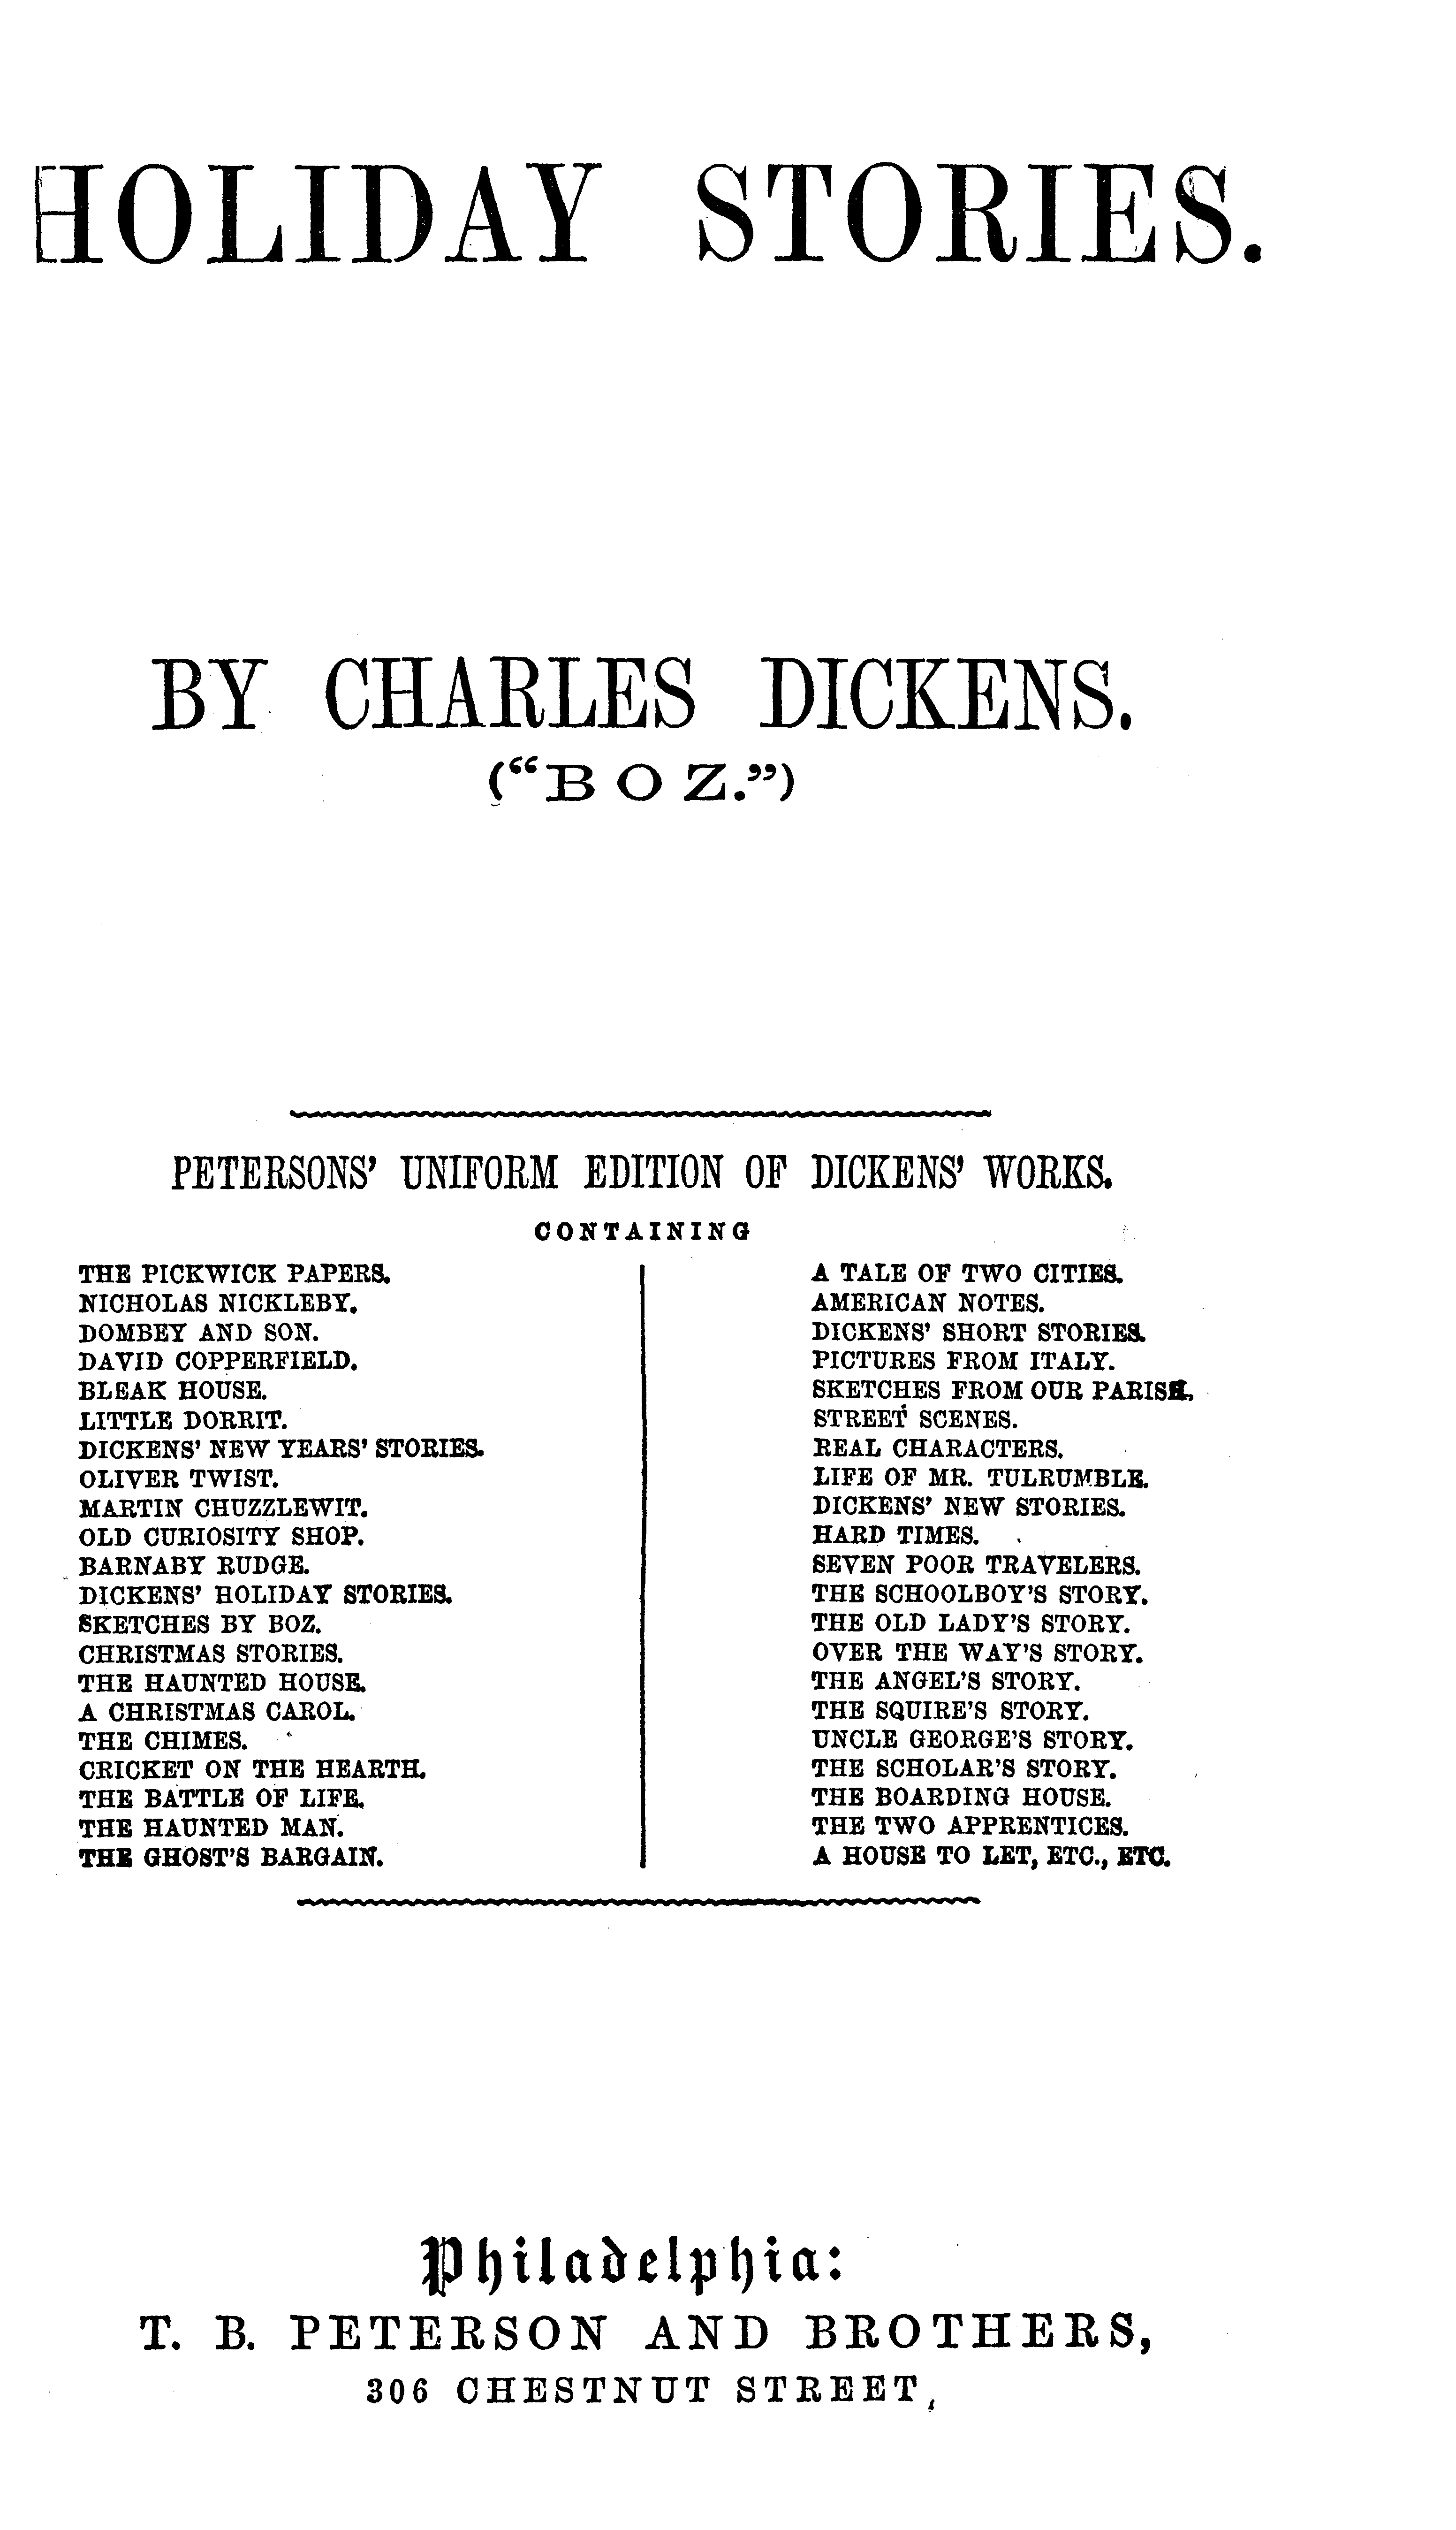 HOLIDAY STORIES.
BY CHARLES DICKENS.
(“BOZ.”)
PETERSONS’ UNIFORM EDITION OF DICKENS’ WORKS.
CONTAINING
THE PICKWICK PAPERS.
NICHOLAS NICKLEBY.
DOMBEY AND SON.
DAVID COPPERFIELD.
BLEAK HOUSE.
LITTLE DORRIT.
DICKENS’ NEW YEARS’ STORIES.
OLIVER TWIST.
MARTIN CHUZZLEWIT.
OLD CURIOSITY SHOP.
BARNABY RUDGE.
DICKENS’ HOLIDAY STORIES.
SKETCHES BY BOZ.
CHRISTMAS STORIES.
THE HAUNTED HOUSE.
A CHRISTMAS CAROL.
THE CHIMES.
CRICKET ON THE HEARTH.
THE BATTLE OF LIFE.
THE HAUNTED MAN.
THE GHOST’S BARGAIN.
A TALE OF TWO CITIES.
AMERICAN NOTES.
DICKENS’ SHORT STORIES.
PICTURES FROM ITALY.
SKETCHES FROM OUR PARISH.
STREET SCENES.
REAL CHARACTERS.
LIFE OF MR. TULRUMBLE.
DICKENS’ NEW STORIES.
HARD TIMES.
SEVEN POOR TRAVELERS.
THE SCHOOLBOY’S STORY.
THE OLD LADY’S STORY.
OVER THE WAY’S STORY.
THE ANGEL’S STORY.
THE SQUIRE’S STORY.
UNCLE GEORGE’S STORY.
THE SCHOLAR’S STORY.
THE BOARDING HOUSE.
THE TWO APPRENTICES.
A HOUSE TO LET, ETC., ETC.
Philadelphia:
T. B. PETERSON AND BROTHERS,
306 CHESTNUT STREET,